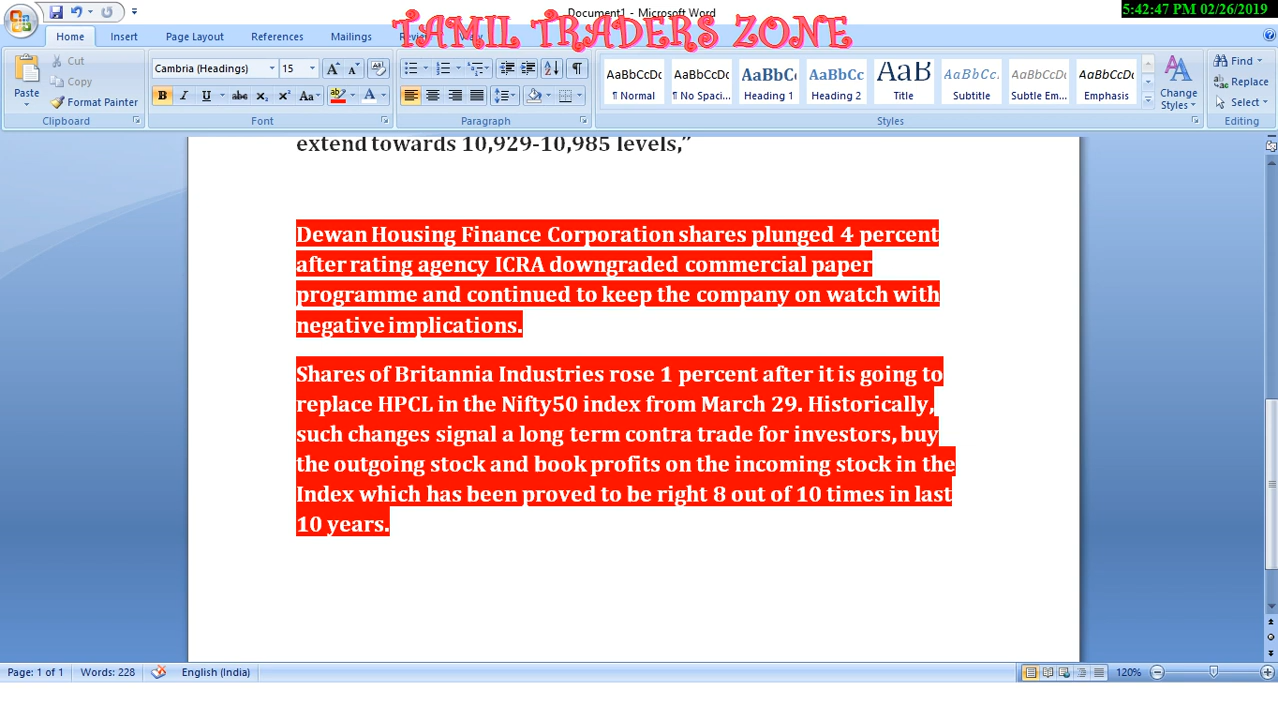 Document1 - Microsoft Word
5:42:47 PM 02/26/2019
TAMIL TRADERS ZONE
Home Insert Page Layout References Mailings
Paste
Cut
Copy
Format Painter
Clipboard
Cambria (Headings) 15
Font
Paragraph
AaBbCcDc AaBbCcDc AaBbC AaBbCc AaB AaBbCc. AaBbCcDc AaBbCcDc
¶ Normal ¶ No Spaci... Heading 1 Heading 2 Title Subtitle Subtle Em... Emphasis
Change Styles
Styles
Find
Replace
Select
Editing
extend towards 10,929-10,985 levels,”
Dewan Housing Finance Corporation shares plunged 4 percent
after rating agency ICRA downgraded commercial paper
programme and continued to keep the company on watch with
negative implications.
Shares of Britannia Industries rose 1 percent after it is going to
replace HPCL in the Nifty50 index from March 29. Historically,
such changes signal a long term contra trade for investors, buy
the outgoing stock and book profits on the incoming stock in the
Index which has been proved to be right 8 out of 10 times in last
10 years.
Page: 1 of 1 Words: 228 English (India) 120%